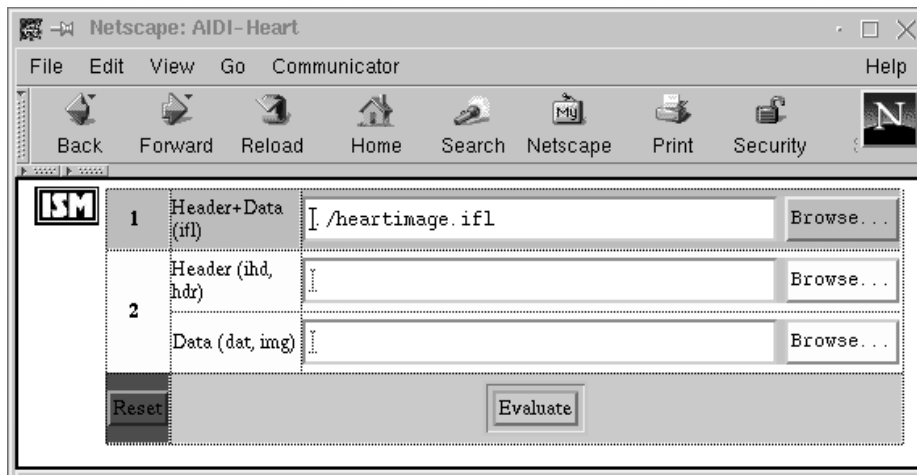 Netscape: AIDI-Heart
File Edit View Go Communicator Help
My N
Back Forward Reload Home Search Netscape Print Security
ISM
1 Header+Data (ifl) ./heartimage.ifl Browse...
2
Header (ihd, hdr) Browse...
Data (dat, img) Browse...
Reset Evaluate